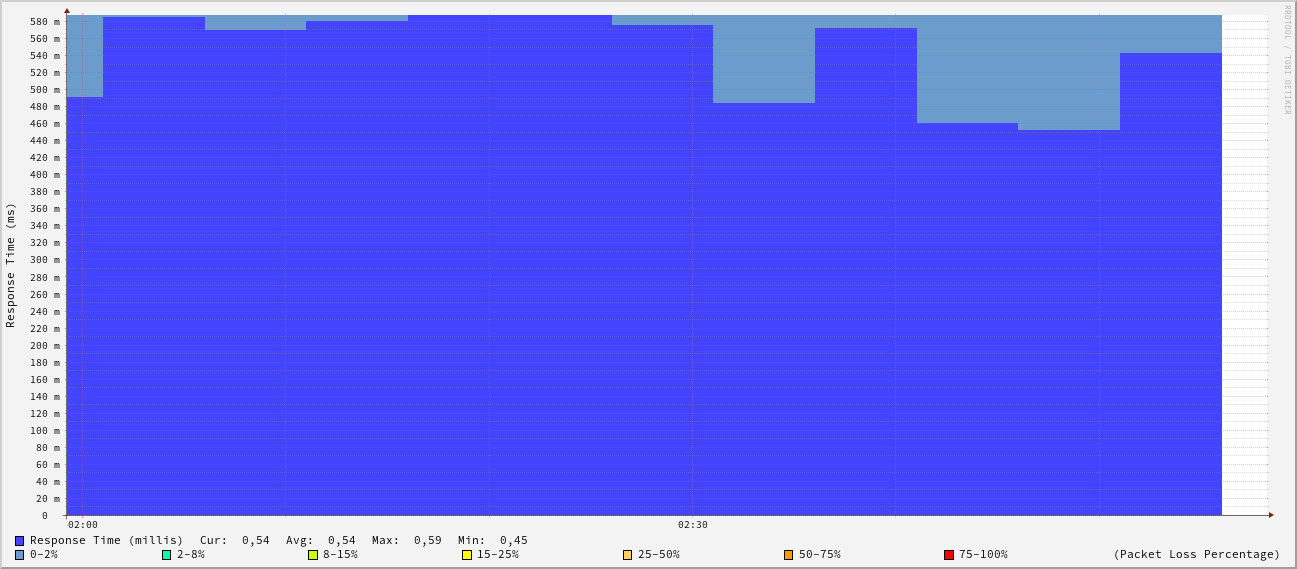 RRDTOOL / TOBI OETIKER
Response Time (ms)
580 m
560 m
540 m
520 m
500 m
480 m
460 m
440 m
420 m
400 m
380 m
360 m
340 m
320 m
300 m
280 m
260 m
240 m
220 m
200 m
180 m
160 m
140 m
120 m
100 m
80 m
60 m
40 m
20 m
0
02:00 02:30
Response Time (millis) Cur: 0,54 Avg: 0,54 Max: 0,59 Min: 0,45
0-2% 2-8% 8-15% 15-25% 25-50% 50-75% 75-100% (Packet Loss Percentage)